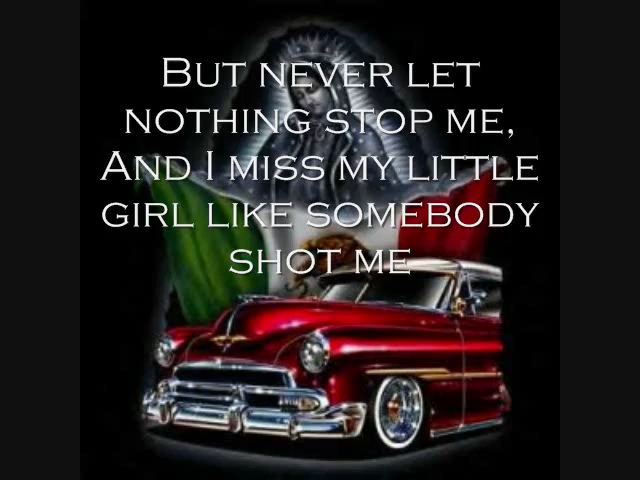 But never let
nothing stop me,
And I miss my little
girl like somebody
shot me